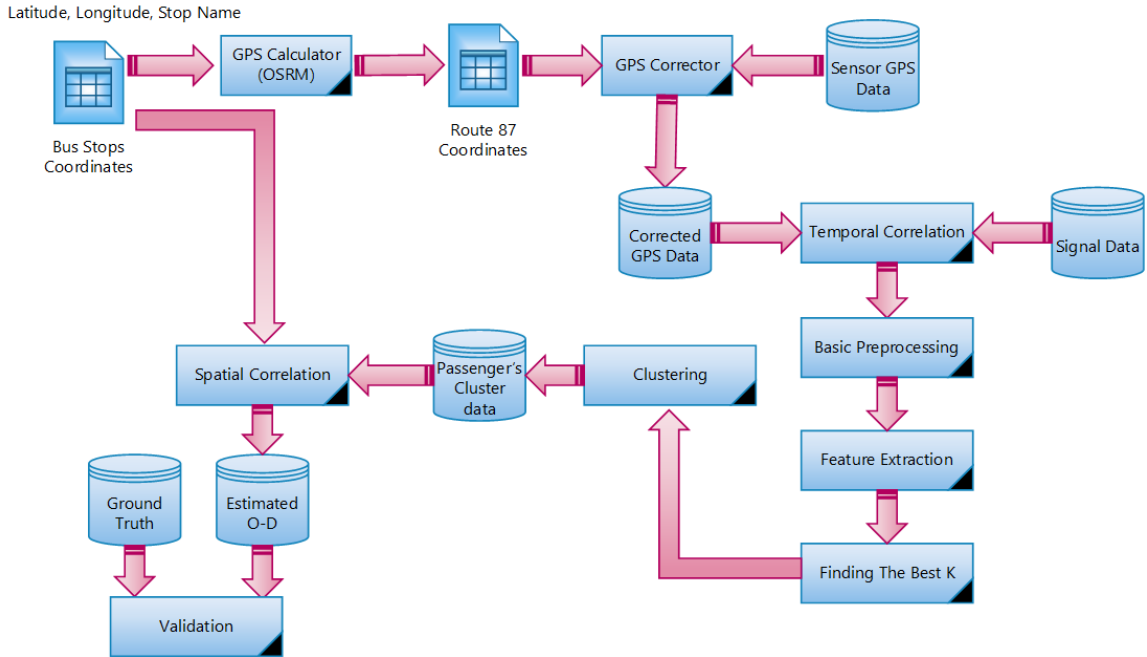 Latitude, Longitude, Stop Name
GPS Calculator
(OSRM)
GPS Corrector
Sensor GPS
Data
Bus Stops
Coordinates
Route 87
Coordinates
Corrected
GPS Data
Temporal Correlation
Signal Data
Basic Preprocessing
Spatial Correlation
Passenger's
Cluster
data
Clustering
Feature Extraction
Ground
Truth
Estimated
O-D
Finding The Best K
Validation